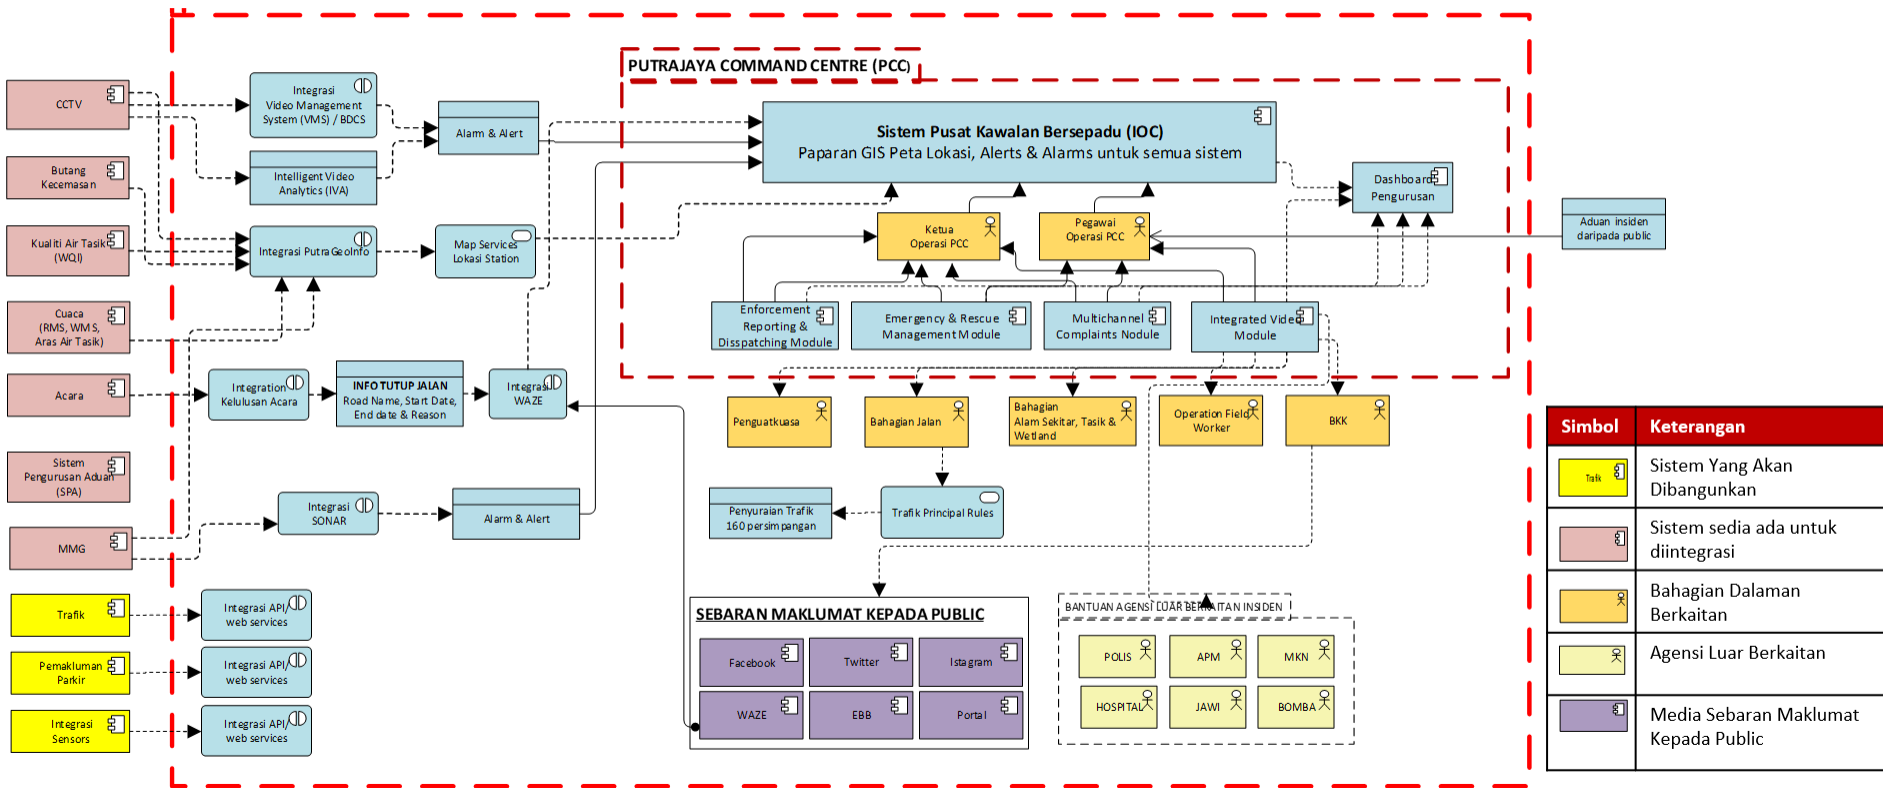 PUTRAJAYA COMMAND CENTRE (PCC)
CCTV
Butang
Kecemasan
Kualiti Air Tasik
(WQI)
Cuaca
(RMS, WMS,
Aras Air Tasik)
Acara
Sistem
Pengurusan Aduan
(SPA)
MMG
Trafik
Pemakluman
Parkir
Integrasi
Sensors
Integrasi
Video Management
System (VMS) / BDCS
Intelligent Video
Analytics (IVA)
Integrasi PutraGeoInfo
Integration
Kelulusan Acara
INFO TUTUP JALAN
Road Name, Start Date,
End date & Reason
Integrasi
WAZE
Integrasi
SONAR
Integrasi API/
web services
Integrasi API/
web services
Integrasi API/
web services
Alarm & Alert
Map Services
Lokasi Station
Alarm & Alert
Sistem Pusat Kawalan Bersepadu (IOC)
Paparan GIS Peta Lokasi, Alerts & Alarms untuk semua sistem
Dashboard
Pengurusan
Ketua
Operasi PCC
Pegawai
Operasi PCC
Aduan insiden
daripada public
Enforcement
Reporting &
Disspatching Module
Emergency & Rescue
Management Module
Multichannel
Complaints Nodule
Integrated Video
Module
Penguatkuasa
Bahagian Jalan
Bahagian
Alam Sekitar, Tasik &
Wetland
Operation Field
Worker
BKK
Penyuraian Trafik
160 persimpangan
Trafik Principal Rules
SEBARAN MAKLUMAT KEPADA PUBLIC
Facebook
Twitter
Istagram
WAZE
EBB
Portal
BANTUAN AGENSI LUAR BERKAITAN INSIDEN
POLIS
APM
MKN
HOSPITAL
JAWI
BOMBA
Simbol
Keterangan
Trafik
Sistem Yang Akan
Dibangunkan
Sistem sedia ada untuk
diintegrasi
Bahagian Dalaman
Berkaitan
Agensi Luar Berkaitan
Media Sebaran Maklumat
Kepada Public